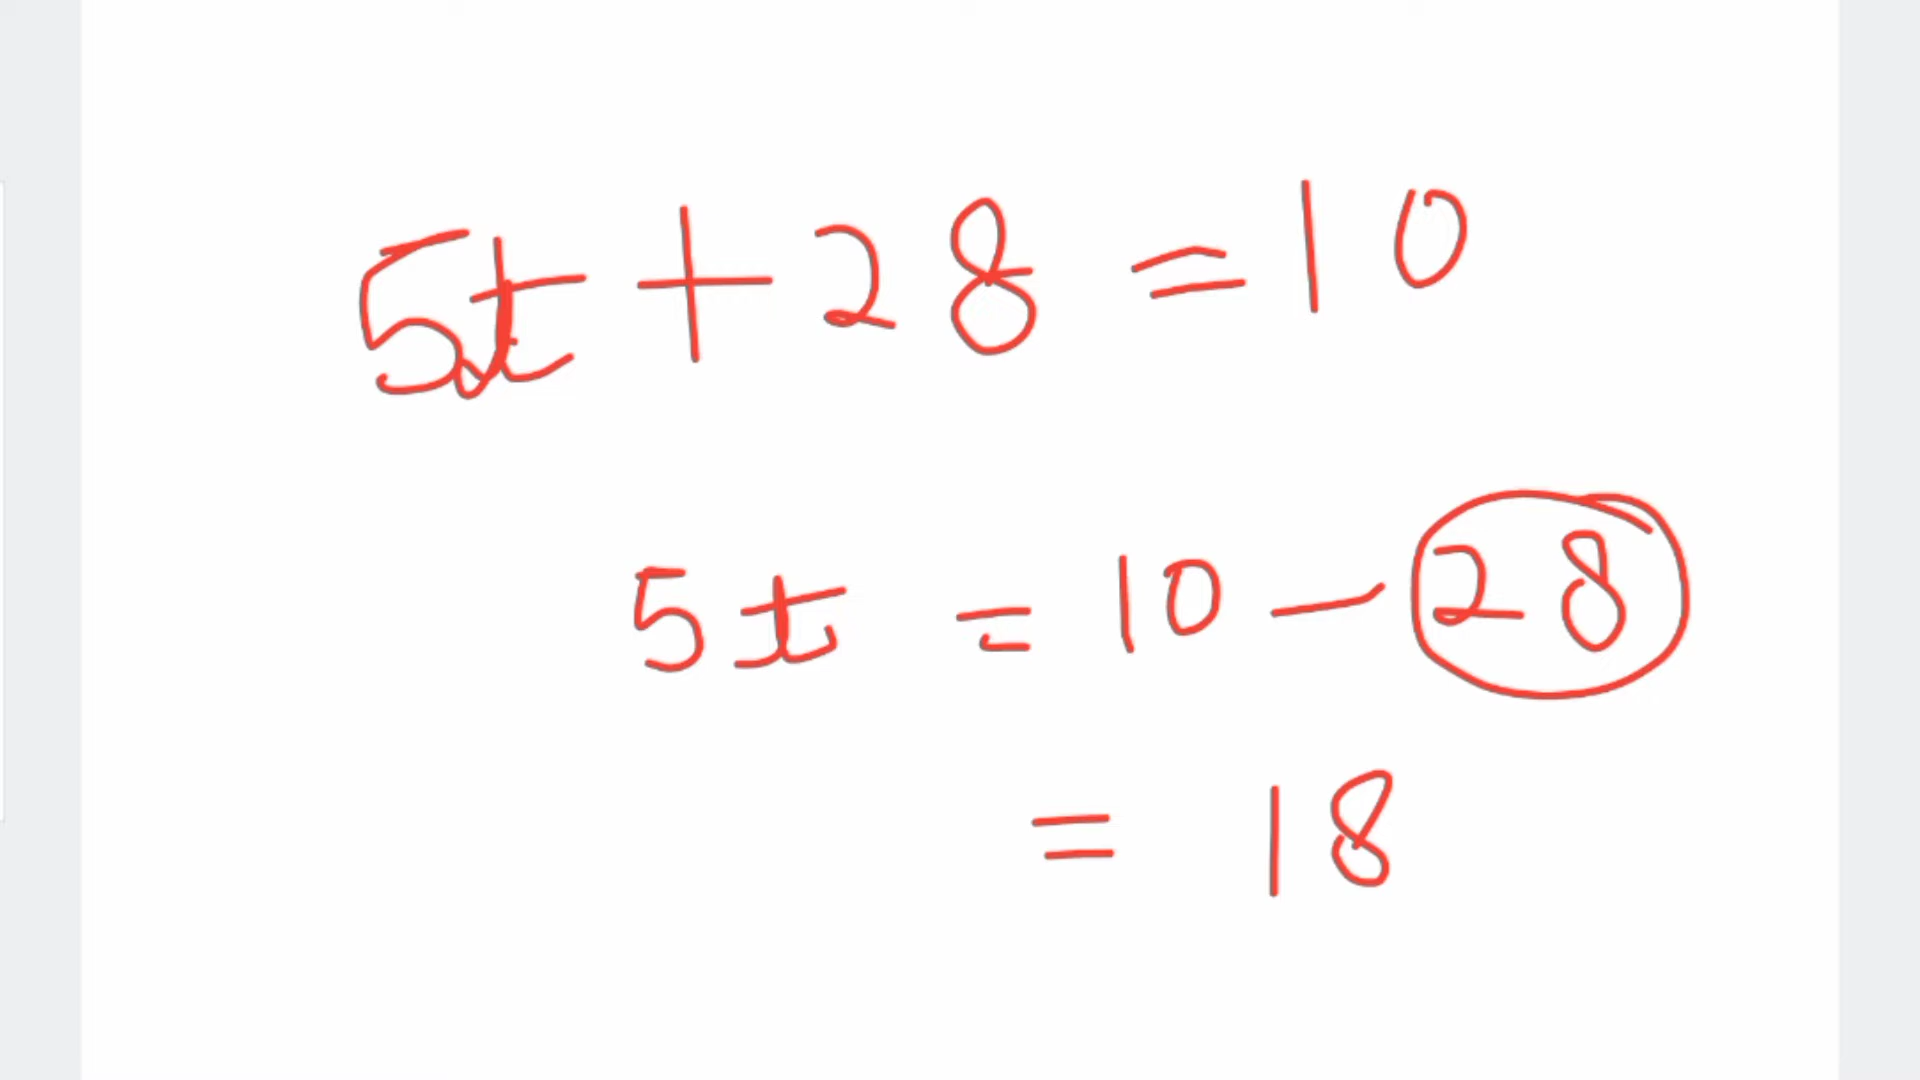 5t + 28 = 10
5t = 10 - 28
= 18